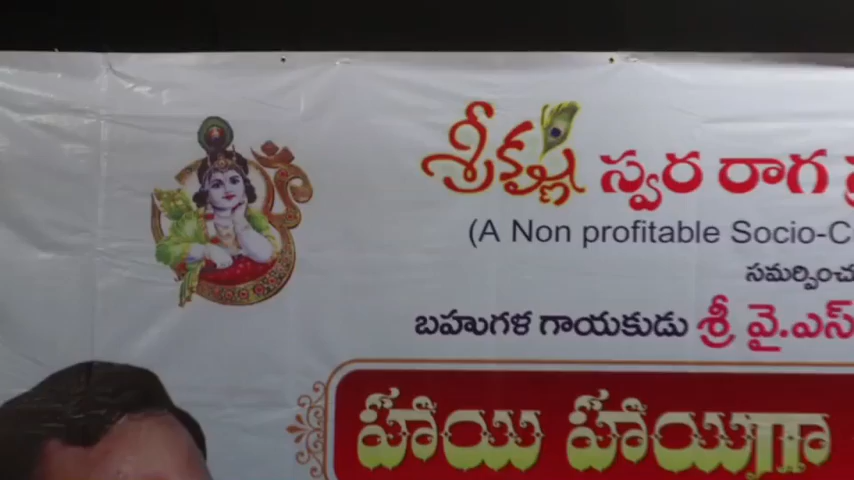 శ్రీకృష్ణ స్వర రాగ
(A Non profitable Socio-C
సమర్పించు
బహుగళ గాయకుడు శ్రీ వై.ఎస్
హాయి హాయిగా